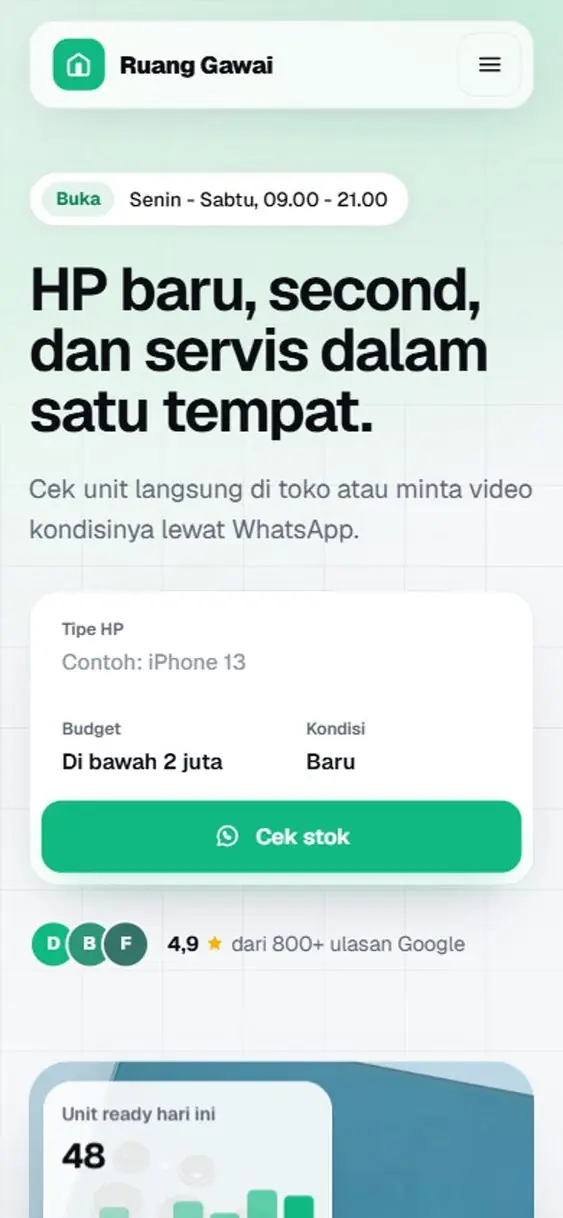 Ruang Gawai
Buka Senin - Sabtu, 09.00 - 21.00
HP baru, second,
dan servis dalam
satu tempat.
Cek unit langsung di toko atau minta video
kondisinya lewat WhatsApp.
Tipe HP
Contoh: iPhone 13
Budget Kondisi
Di bawah 2 juta Baru
Cek stok
D B F 4,9 ★ dari 800+ ulasan Google
Unit ready hari ini
48